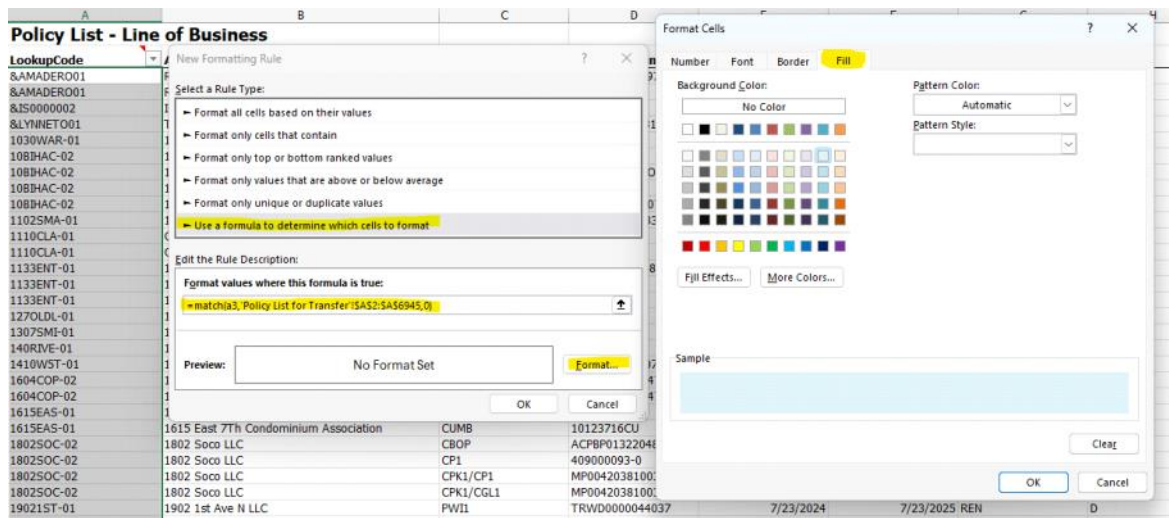 A B C D H
Policy List - Line of Business
LookupCode
&AMADERO01
&AMADERO01
&IS0000002
&LYNNETO01
1030WAR-01
10BIHAC-02
10BIHAC-02
10BIHAC-02
10BIHAC-02
1102SMA-01
1110CLA-01
1110CLA-01
1133ENT-01
1133ENT-01
1133ENT-01
127OLDL-01
1307SMI-01
140RIVE-01
1410WST-01
1604COP-02
1604COP-02
1615EAS-01
1615EAS-01 1615 East 7Th Condominium Association CUMB 10123716CU
1802SOC-02 1802 Soco LLC CBOP ACPBP01322048
1802SOC-02 1802 Soco LLC CP1 409000093-0
1802SOC-02 1802 Soco LLC CPK1/CP1 MP0042038100
1802SOC-02 1802 Soco LLC CPK1/CGL1 MP0042038100
19021ST-01 1902 1st Ave N LLC PWI1 TRWD0000044037 7/23/2024 7/23/2025 REN D
New Formatting Rule ? ×
Select a Rule Type:
► Format all cells based on their values
► Format only cells that contain
► Format only top or bottom ranked values
► Format only values that are above or below average
► Format only unique or duplicate values
► Use a formula to determine which cells to format
Edit the Rule Description:
Format values where this formula is true:
=match(a3,'Policy List for Transfer'!$A$2:$A$6945,0)
Preview: No Format Set Format...
OK Cancel
Format Cells ? ×
Number Font Border Fill
Background Color:
No Color
Pattern Color:
Automatic
Pattern Style:
Fill Effects... More Colors...
Sample
Clear
OK Cancel